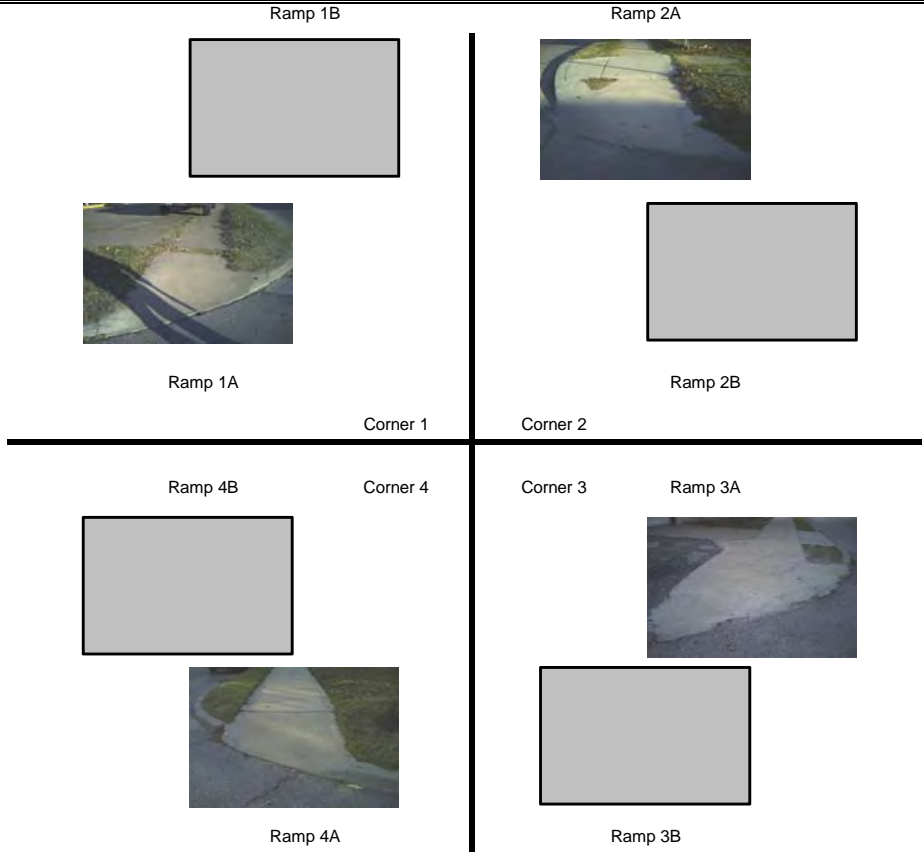 Ramp 1B
Ramp 2A
Ramp 1A
Ramp 2B
Corner 1
Corner 2
Ramp 4B
Corner 4
Corner 3
Ramp 3A
Ramp 4A
Ramp 3B